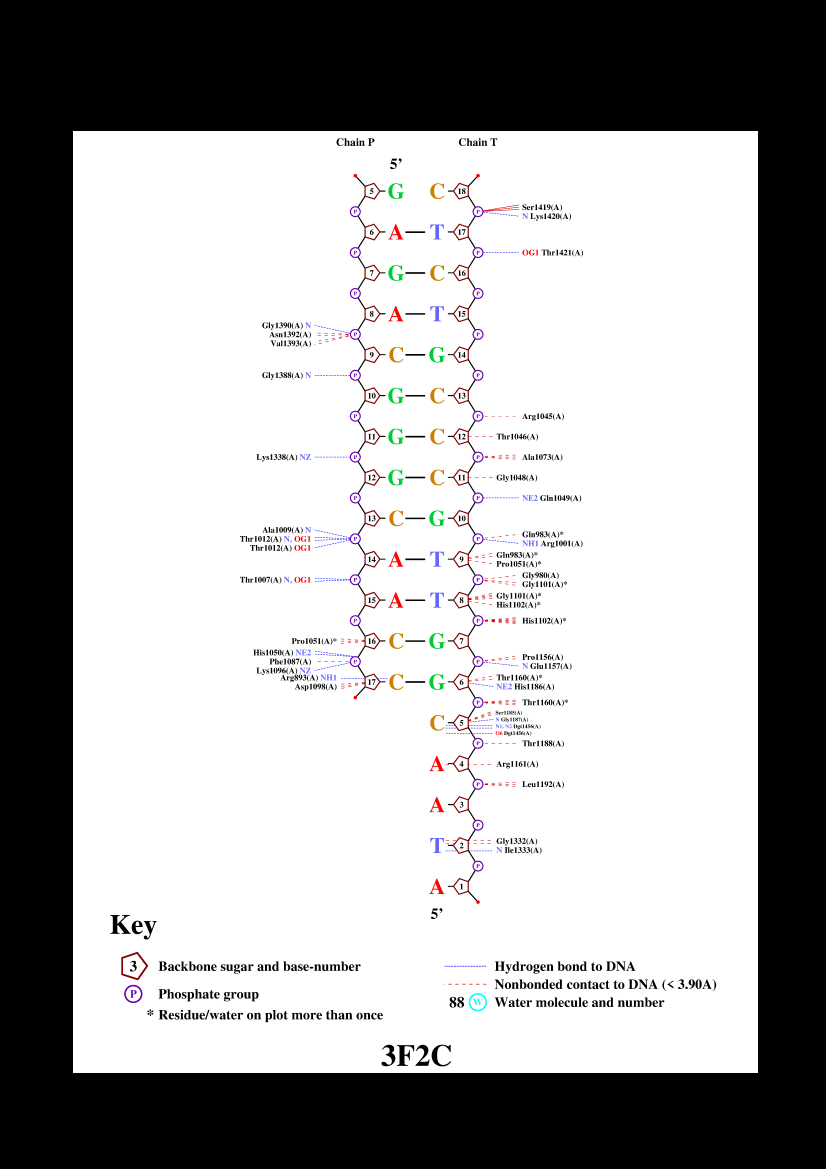 Chain P Chain T
5’
5 G C 18
P P Ser1419(A)
N Lys1420(A)
6 A T 17
P P OG1 Thr1421(A)
7 G C 16
P P
8 A T 15
Gly1390(A) N
Asn1392(A) P P
Val1393(A)
9 C G 14
Gly1388(A) N P P
10 G C 13
P P Arg1045(A)
11 G C 12 Thr1046(A)
Lys1338(A) NZ P P Ala1073(A)
12 G C 11 Gly1048(A)
P P NE2 Gln1049(A)
13 C G 10
Ala1009(A) N
Thr1012(A) N, OG1 P P Gln983(A)*
Thr1012(A) OG1 NH1 Arg1001(A)
14 A T 9 Gln983(A)*
Pro1051(A)*
Thr1007(A) N, OG1 P P Gly980(A)
Gly1101(A)*
15 A T 8 Gly1101(A)*
His1102(A)*
P P His1102(A)*
Pro1051(A)* 16 C G 7
His1050(A) NE2
Phe1087(A) P P Pro1156(A)
Lys1096(A) NZ N Glu1157(A)
Arg893(A) NH1 17 C G 6 Thr1160(A)*
Asp1098(A) NE2 His1186(A)
P Thr1160(A)*
C 5 Ser1185(A)
N Gly1187(A)
N1, N2 Dgt1456(A)
O6 Dgt1456(A)
P Thr1188(A)
A 4 Arg1161(A)
P Leu1192(A)
A 3
P
T 2 Gly1332(A)
N Ile1333(A)
P
A 1
5’
Key
3 Backbone sugar and base-number
P Phosphate group
* Residue/water on plot more than once
Hydrogen bond to DNA
Nonbonded contact to DNA (< 3.90A)
88 W Water molecule and number
3F2C